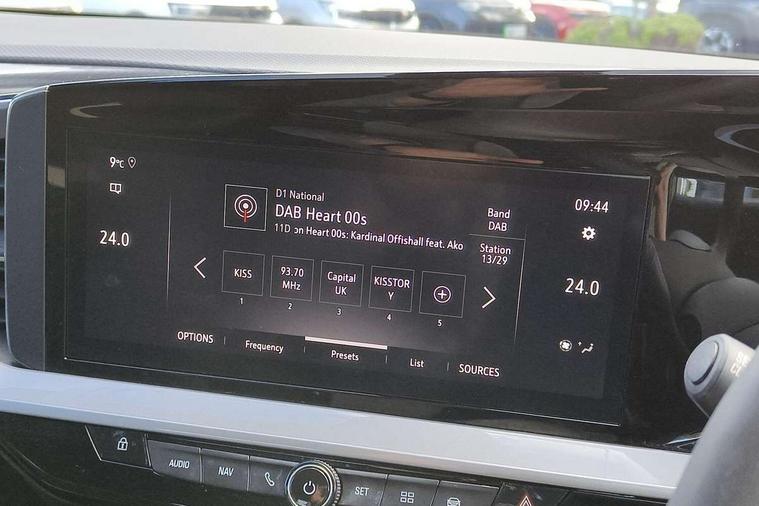 9°C
D1 National
DAB Heart 00s
11D on Heart 00s: Kardinal Offishall feat. Ako
Band
DAB
Station
13/29
09:44
24.0
KISS
93.70
MHz
Capital
UK
KISSTOR
Y
1
2
3
4
5
24.0
OPTIONS
Frequency
Presets
List
SOURCES
AUDIO
NAV
SET